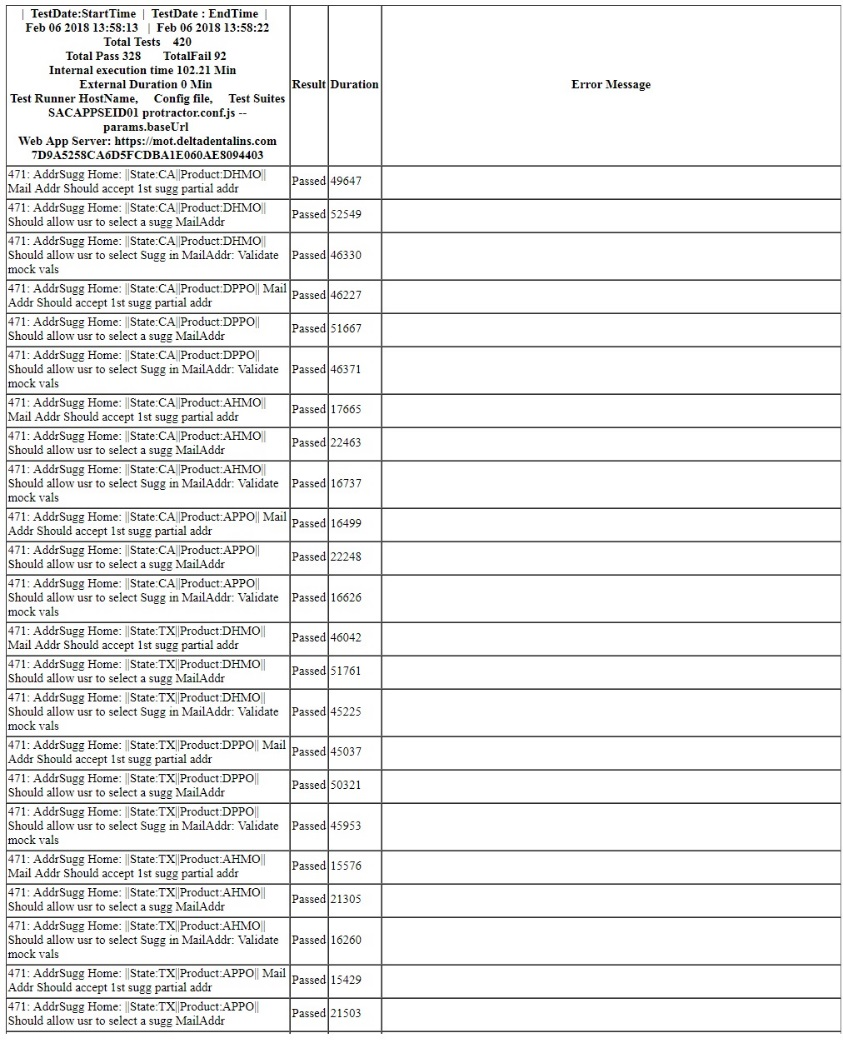 | TestDate:StartTime | TestDate : EndTime |
Feb 06 2018 13:58:13 | Feb 06 2018 13:58:22
Total Tests 420
Total Pass 328 TotalFail 92
Internal execution time 102.21 Min
External Duration 0 Min
Test Runner HostName, Config file, Test Suites
SACAPPSEID01 protractor.conf.js --
params.baseUrl
Web App Server: https://mot.deltadentalins.com
7D9A5258CA6D5FCDBA1E060AE8094403
Result Duration Error Message
471: AddrSugg Home: ||State:CA||Product:DHMO||
Mail Addr Should accept 1st sugg partial addr
Passed 49647
471: AddrSugg Home: ||State:CA||Product:DHMO||
Should allow usr to select a sugg MailAddr
Passed 52549
471: AddrSugg Home: ||State:CA||Product:DHMO||
Should allow usr to select Sugg in MailAddr: Validate
mock vals
Passed 46330
471: AddrSugg Home: ||State:CA||Product:DPPO|| Mail
Addr Should accept 1st sugg partial addr
Passed 46227
471: AddrSugg Home: ||State:CA||Product:DPPO||
Should allow usr to select a sugg MailAddr
Passed 51667
471: AddrSugg Home: ||State:CA||Product:DPPO||
Should allow usr to select Sugg in MailAddr: Validate
mock vals
Passed 46371
471: AddrSugg Home: ||State:CA||Product:AHMO||
Mail Addr Should accept 1st sugg partial addr
Passed 17665
471: AddrSugg Home: ||State:CA||Product:AHMO||
Should allow usr to select a sugg MailAddr
Passed 22463
471: AddrSugg Home: ||State:CA||Product:AHMO||
Should allow usr to select Sugg in MailAddr: Validate
mock vals
Passed 16737
471: AddrSugg Home: ||State:CA||Product:APPO|| Mail
Addr Should accept 1st sugg partial addr
Passed 16499
471: AddrSugg Home: ||State:CA||Product:APPO||
Should allow usr to select a sugg MailAddr
Passed 22248
471: AddrSugg Home: ||State:CA||Product:APPO||
Should allow usr to select Sugg in MailAddr: Validate
mock vals
Passed 16626
471: AddrSugg Home: ||State:TX||Product:DHMO||
Mail Addr Should accept 1st sugg partial addr
Passed 46042
471: AddrSugg Home: ||State:TX||Product:DHMO||
Should allow usr to select a sugg MailAddr
Passed 51761
471: AddrSugg Home: ||State:TX||Product:DHMO||
Should allow usr to select Sugg in MailAddr: Validate
mock vals
Passed 45225
471: AddrSugg Home: ||State:TX||Product:DPPO|| Mail
Addr Should accept 1st sugg partial addr
Passed 45037
471: AddrSugg Home: ||State:TX||Product:DPPO||
Should allow usr to select a sugg MailAddr
Passed 50321
471: AddrSugg Home: ||State:TX||Product:DPPO||
Should allow usr to select Sugg in MailAddr: Validate
mock vals
Passed 45953
471: AddrSugg Home: ||State:TX||Product:AHMO||
Mail Addr Should accept 1st sugg partial addr
Passed 15576
471: AddrSugg Home: ||State:TX||Product:AHMO||
Should allow usr to select a sugg MailAddr
Passed 21305
471: AddrSugg Home: ||State:TX||Product:AHMO||
Should allow usr to select Sugg in MailAddr: Validate
mock vals
Passed 16260
471: AddrSugg Home: ||State:TX||Product:APPO|| Mail
Addr Should accept 1st sugg partial addr
Passed 15429
471: AddrSugg Home: ||State:TX||Product:APPO||
Should allow usr to select a sugg MailAddr
Passed 21503